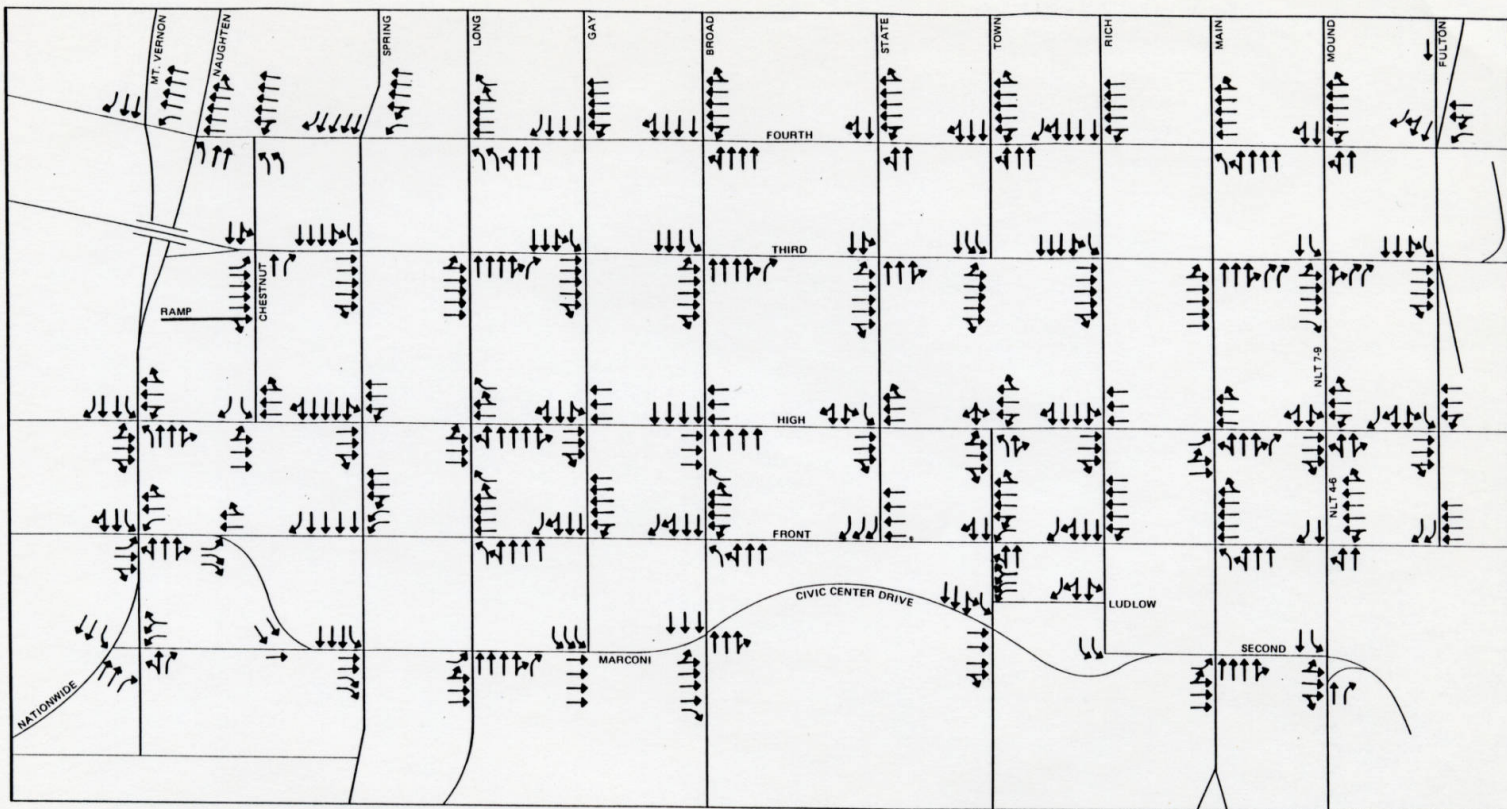 MT. VERNON
NAUGHTEN
SPRING
LONG
GAY
BROAD
STATE
TOWN
RICH
MAIN
MOUND
FULTON
FOURTH
THIRD
CHESTNUT
RAMP
NLT 7-9
HIGH
NLT 4-6
FRONT
CIVIC CENTER DRIVE
LUDLOW
MARCONI
SECOND
NATIONWIDE